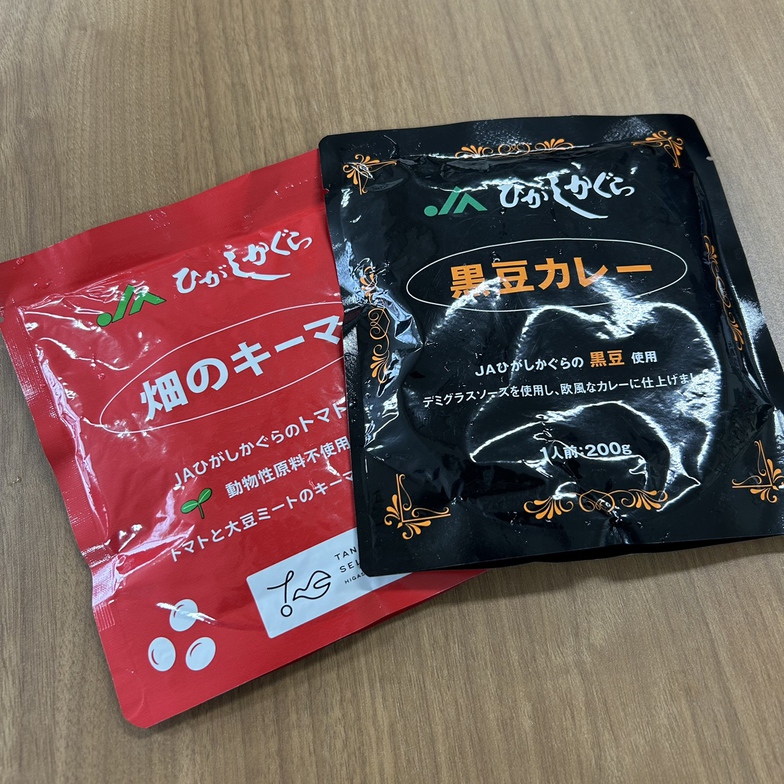 JA ひがしかぐら
畑のキーマ
JAひがしかぐらのトマト
動物性原料不使用
トマトと大豆ミートのキーマ
TAN
SEL
HIGAS
JA ひがしかぐら
黒豆カレー
JAひがしかぐらの 黒豆 使用
デミグラスソースを使用し、欧風なカレーに仕上げまし
1人前:200g